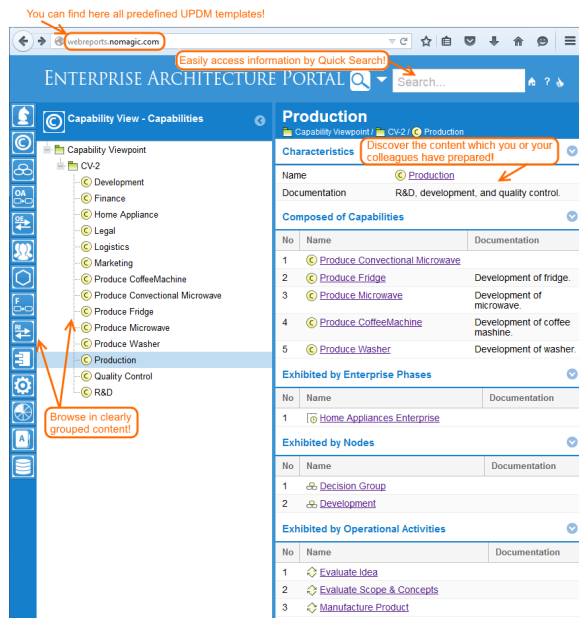 You can find here all predefined UPDM templates!
webreports.nomagic.com
Easily access information by Quick Search!
ENTERPRISE ARCHITECTURE PORTAL
Search...
?
Capability View - Capabilities
Capability Viewpoint
CV-2
Development
Finance
Home Appliance
Legal
Logistics
Marketing
Produce CoffeeMachine
Produce Convectional Microwave
Produce Fridge
Produce Microwave
Produce Washer
Production
Quality Control
R&D
Browse in clearly
grouped content!
Production
Capability Viewpoint / CV-2 / Production
Characteristics
Discover the content which you or your
colleagues have prepared!
Name Production
Documentation R&D, development, and quality control.
Composed of Capabilities
No Name Documentation
1 Produce Convectional Microwave
2 Produce Fridge Development of fridge.
3 Produce Microwave Development of
microwave.
4 Produce CoffeeMachine Development of coffee
mashine.
5 Produce Washer Development of washer.
Exhibited by Enterprise Phases
No Name Documentation
1 Home Appliances Enterprise
Exhibited by Nodes
No Name Documentation
1 Decision Group
2 Development
Exhibited by Operational Activities
No Name Documentation
1 Evaluate Idea
2 Evaluate Scope & Concepts
3 Manufacture Product